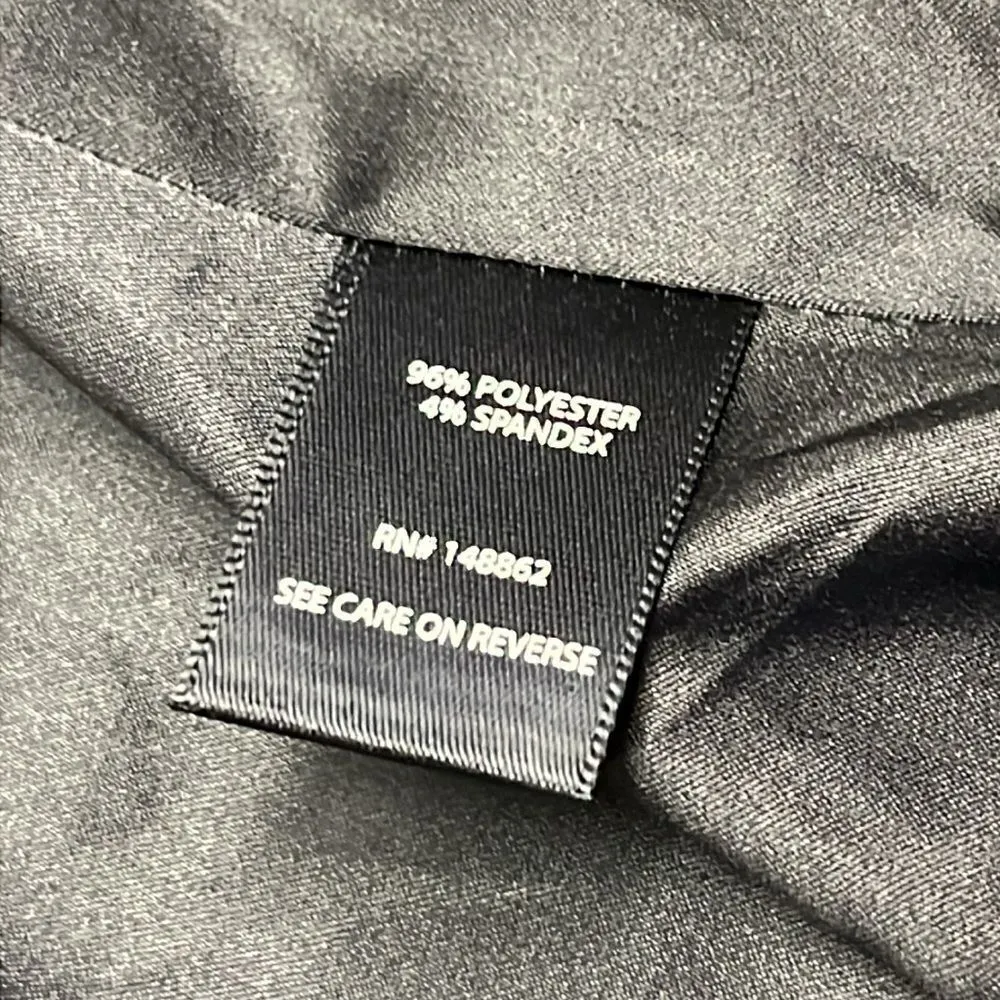 96% POLYESTER
4% SPANDEX
RN# 148862
SEE CARE ON REVERSE